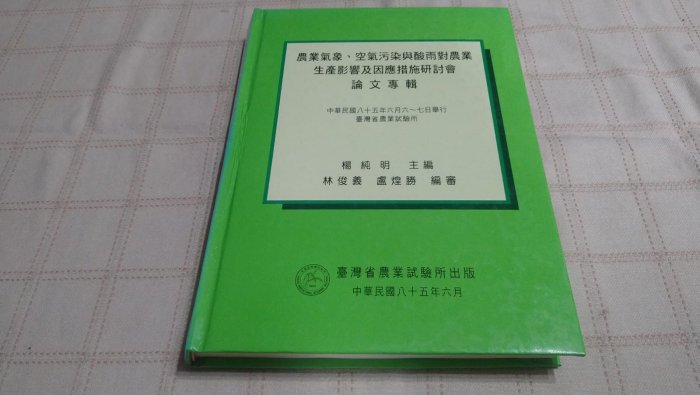 農業氣象、空氣污染與酸雨對農業
生產影響及因應措施研討會
論文專輯
中華民國八十五年六月六～七日舉行
臺灣省農業試驗所
楊純明 主編
林俊義 盧煌勝 編審
臺灣省農業試驗所出版
中華民國八十五年六月